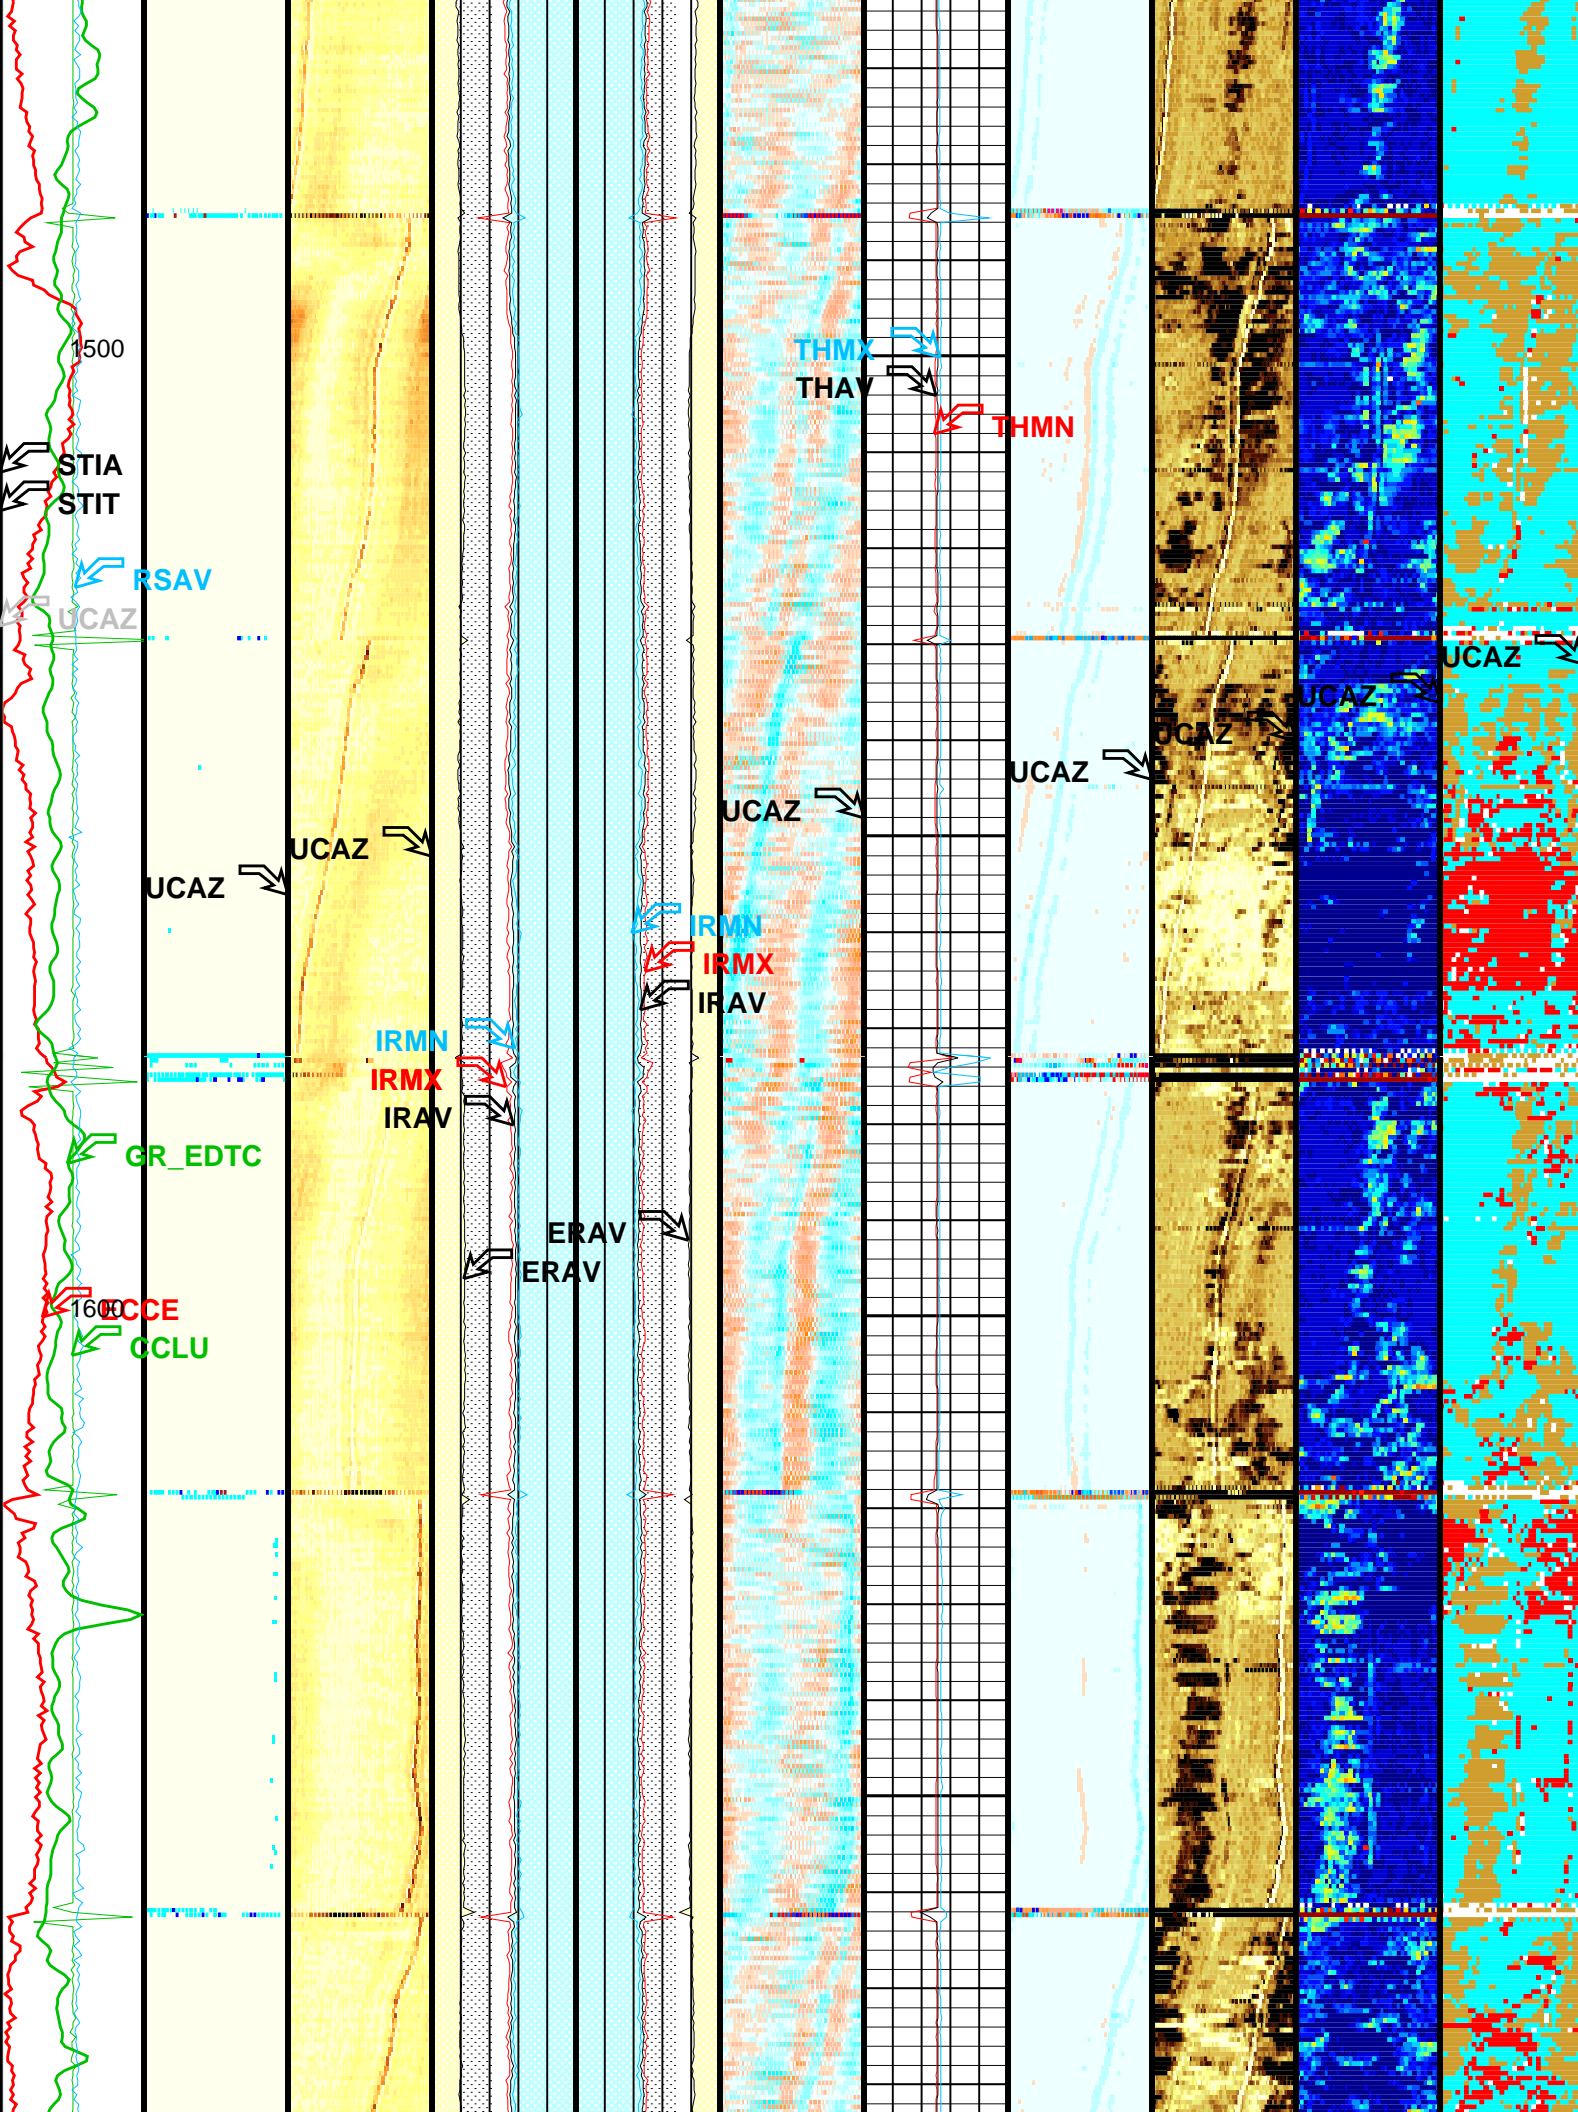 1500
THMX
THAV
THMN
STIA
STIT
RSAV
UCAZ
UCAZ
UCAZ
UCAZ
UCAZ
UCAZ
UCAZ
UCAZ
IRMN
IRMX
IRAV
IRMN
IRMX
IRAV
GR_EDTC
ERAV
ERAV
1600
ECCE
CCLU